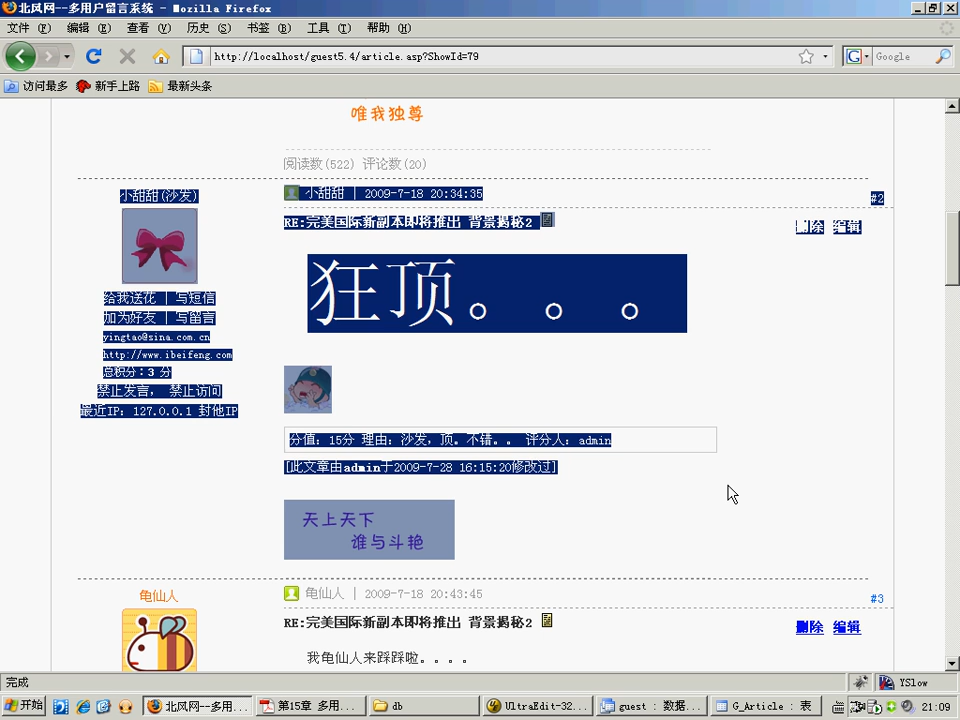 北风网--多用户留言系统 - Mozilla Firefox
文件(F) 编辑(E) 查看(V) 历史(S) 书签(B) 工具(T) 帮助(H)
http://localhost/guest5.4/article.asp?ShowId=79
Google
访问最多 新手上路 最新头条
唯我独尊
阅读数(522) 评论数(20)
小甜甜(沙发)
小甜甜 | 2009-7-18 20:34:35
#2
RE:完美国际新副本即将推出 背景揭秘2
删除 编辑
狂顶。。。
给我送花 | 写短信
加为好友 | 写留言
yingtao@sina.com.cn
http://www.ibeifeng.com
总积分:3 分
禁止发言, 禁止访问
最近IP: 127.0.0.1 封他IP
分值: 15分 理由: 沙发,顶。不错。。 评分人: admin
[此文章由admin于2009-7-28 16:15:20修改过]
天上天下
谁与斗艳
龟仙人
龟仙人 | 2009-7-18 20:43:45
#3
RE:完美国际新副本即将推出 背景揭秘2
删除 编辑
我龟仙人来踩踩啦。。。。
完成
YSlow
开始
北风网--多用...
第15章 多用...
db
UltraEdit-32...
guest : 数据...
G_Article : 表
21:09